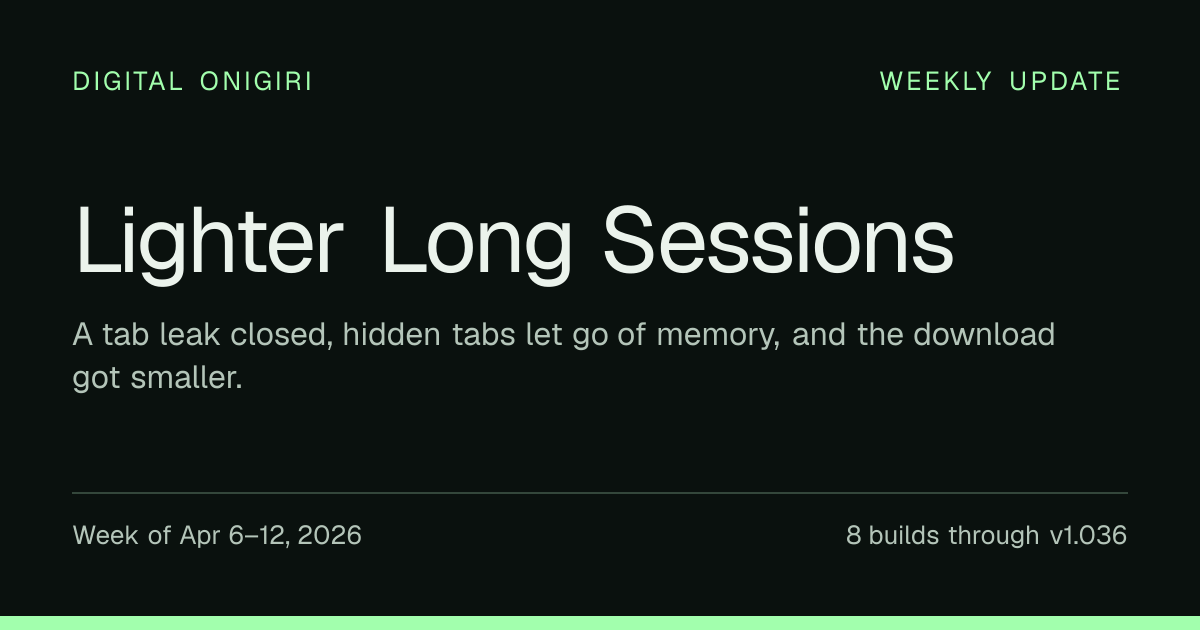 DIGITAL ONIGIRI
WEEKLY UPDATE
Lighter Long Sessions
A tab leak closed, hidden tabs let go of memory, and the download
got smaller.
Week of Apr 6–12, 2026
8 builds through v1.036